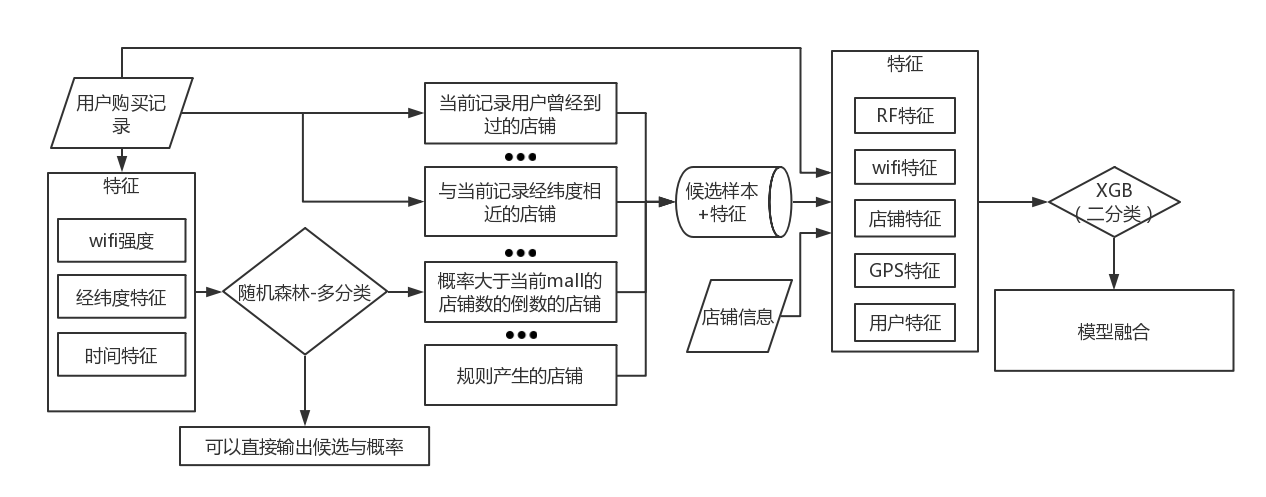 用户购买记
录
特征
wifi强度
经纬度特征
时间特征
随机森林-多分类
可以直接输出候选与概率
当前记录用户曾经到
过的店铺
与当前记录经纬度相
近的店铺
概率大于当前mall的
店铺数的倒数的店铺
规则产生的店铺
候选样本
+特征
店铺信息
特征
RF特征
wifi特征
店铺特征
GPS特征
用户特征
XGB
（二分类）
模型融合